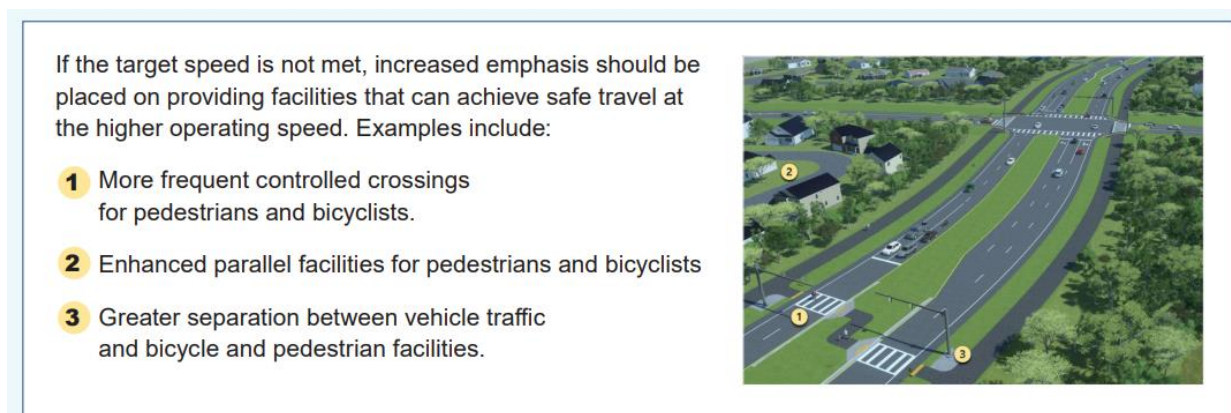 If the target speed is not met, increased emphasis should be
placed on providing facilities that can achieve safe travel at
the higher operating speed. Examples include:
1 More frequent controlled crossings
for pedestrians and bicyclists.
2 Enhanced parallel facilities for pedestrians and bicyclists
3 Greater separation between vehicle traffic
and bicycle and pedestrian facilities.
2
1
3